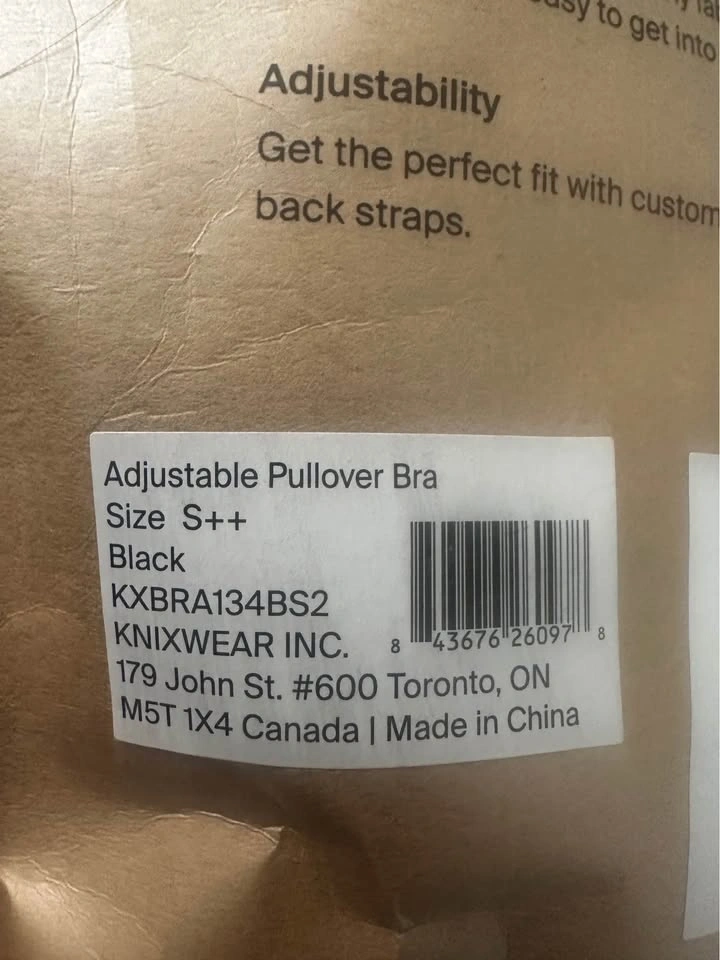 to get into
Adjustability
Get the perfect fit with custom
back straps.
Adjustable Pullover Bra
Size S++
Black
KXBRA134BS2
KNIXWEAR INC.
8 43676 26097 8
179 John St. #600 Toronto, ON
M5T 1X4 Canada | Made in China